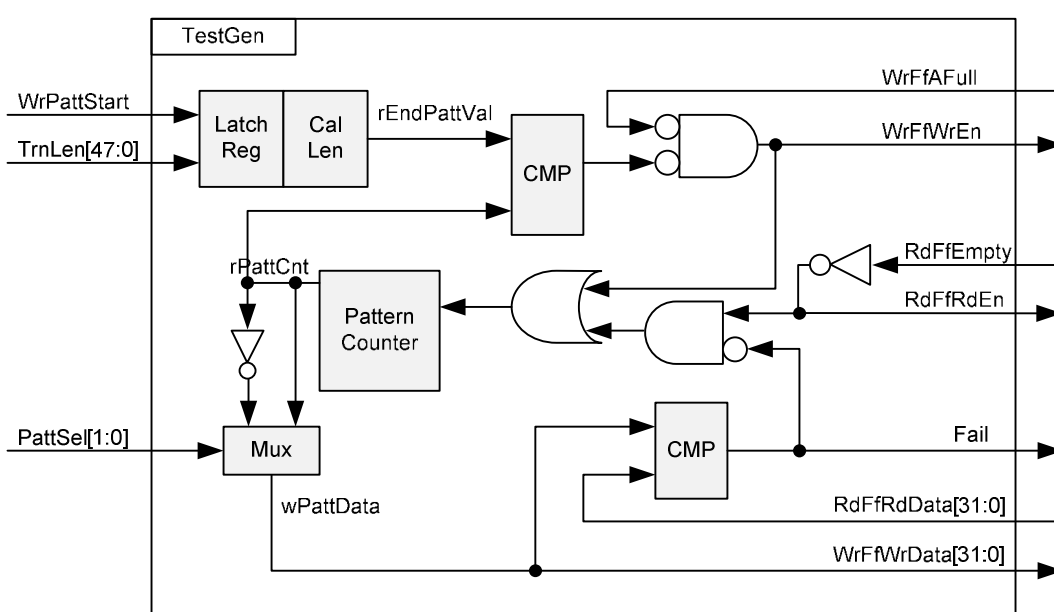 TestGen
WrPattStart
TrnLen[47:0]
Latch
Reg
Cal
Len
rEndPattVal
CMP
WrFfAFull
WrFfWrEn
rPattCnt
Pattern
Counter
RdFfEmpty
RdFfRdEn
PattSel[1:0]
Mux
CMP
Fail
wPattData
RdFfRdData[31:0]
WrFfWrData[31:0]